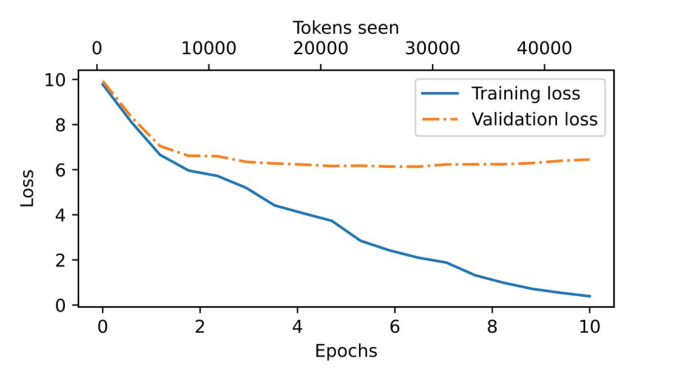 Tokens seen
0 10000 20000 30000 40000
10
8
6
4
2
0
Loss
Training loss
Validation loss
0 2 4 6 8 10
Epochs